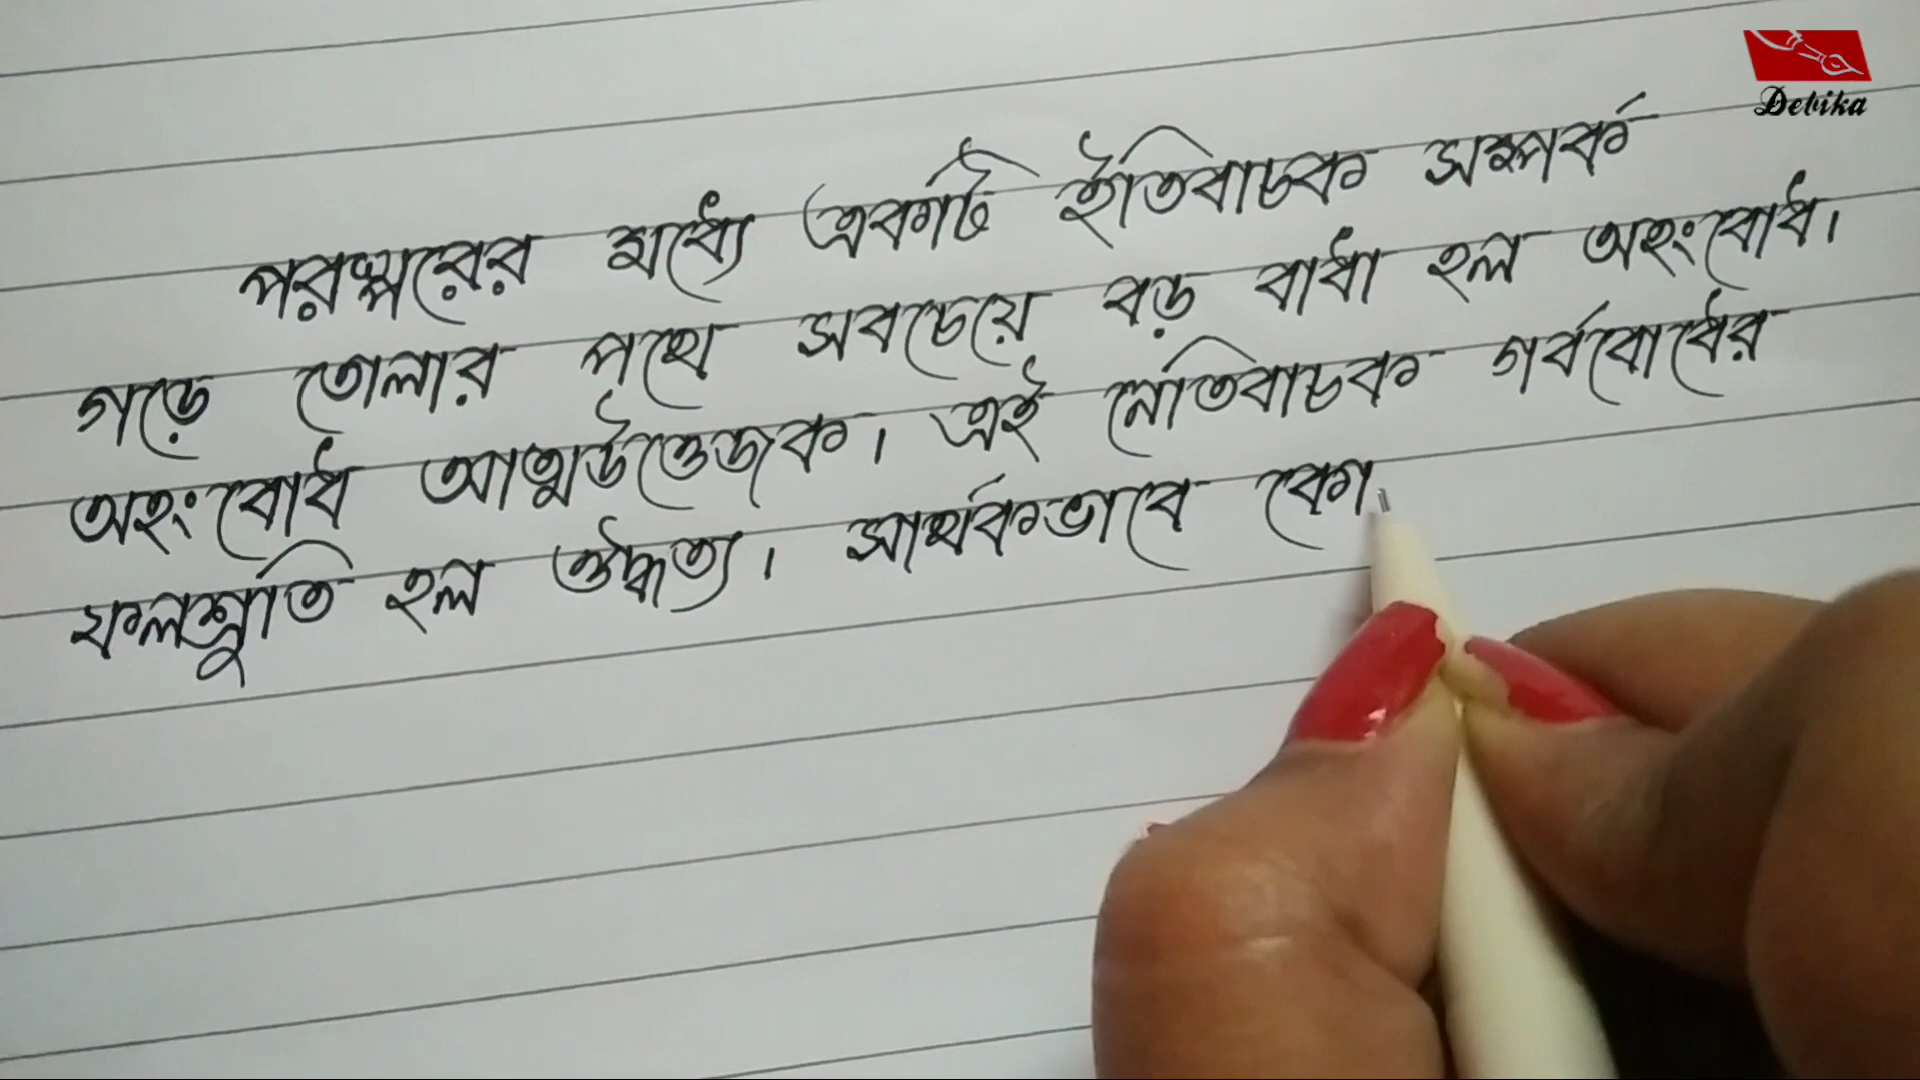 Debika
পরস্পরের মধ্যে একটি ইতিবাচক সম্পর্ক
গড়ে তোলার পথে সবচেয়ে বড় বাধা হল অহংবোধ।
অহংবোধ আত্মউত্তেজক। এই নেতিবাচক গর্ববোধের
ফলশ্রুতি হল ঔদ্ধত্য। সার্থকভাবে কো